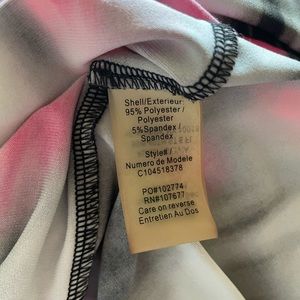 Shell/Exterieur:
95% Polyester /
Polyester
5%Spandex /
Spandex
Style#/
Numero de Modele
C104518378
PO#102774
RN#107677
Care on reverse
Entretien Au Dos